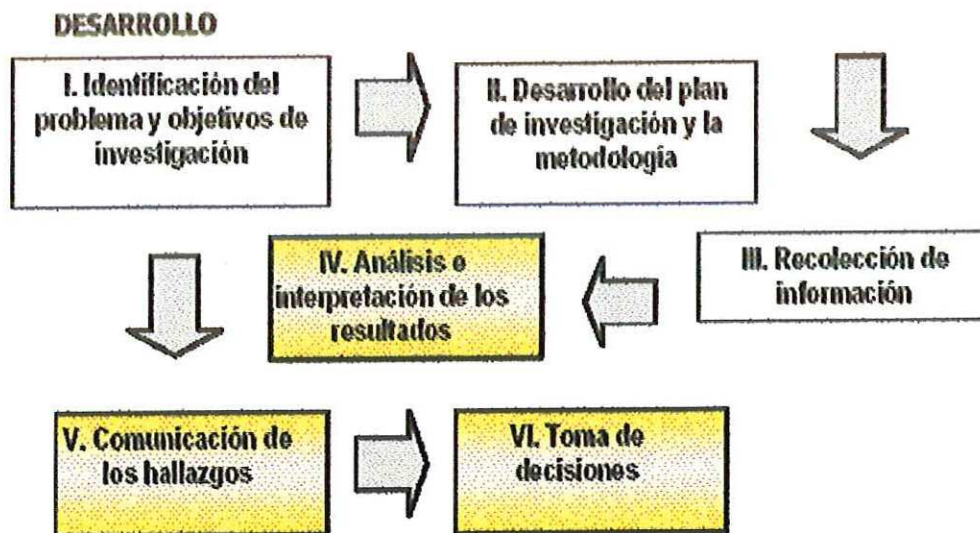 DESARROLLO
I. Identificación del
problema y objetivos de
investigación
II. Desarrollo del plan
de investigación y la
metodología
III. Recolección de
información
IV. Análisis e
interpretación de los
resultados
V. Comunicación de
los hallazgos
VI. Toma de
decisiones